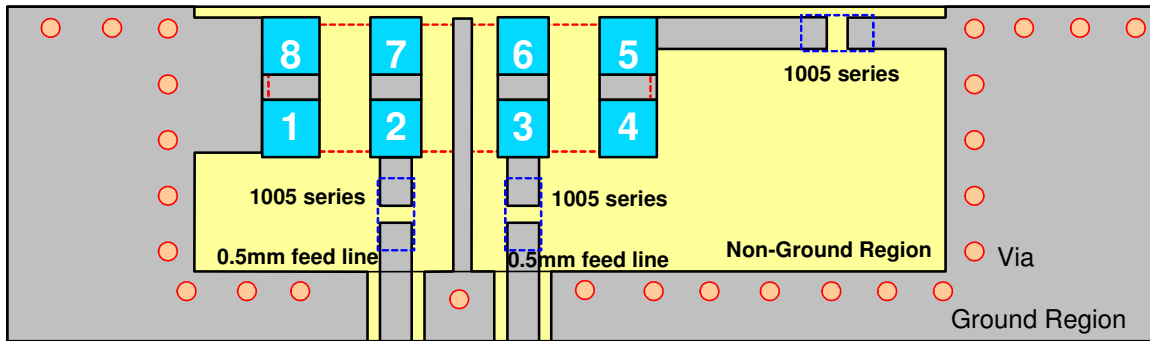 8 7 6 5
1005 series
1 2 3 4
1005 series
1005 series
0.5mm feed line
0.5mm feed line
Non-Ground Region
Via
Ground Region